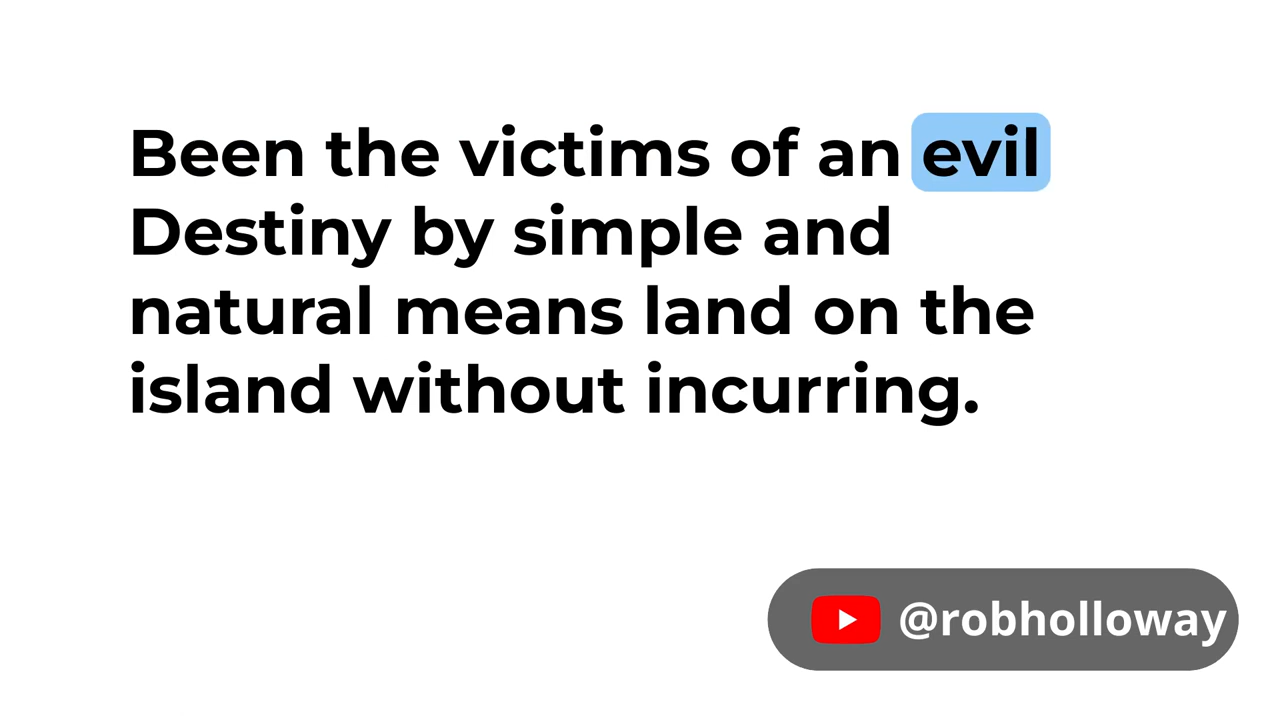 Been the victims of an evil
Destiny by simple and
natural means land on the
island without incurring.
@robholloway